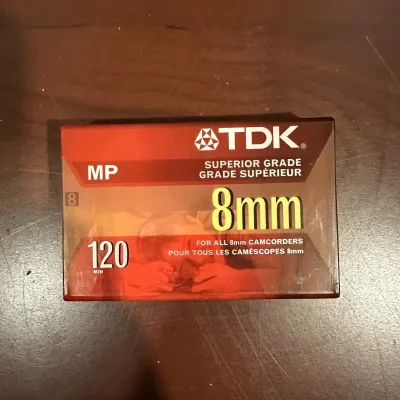 TDK®
MP
SUPERIOR GRADE
GRADE SUPÉRIEUR
8
8mm
120
MIN
FOR ALL 8mm CAMCORDERS
POUR TOUS LES CAMÉSCOPES 8mm